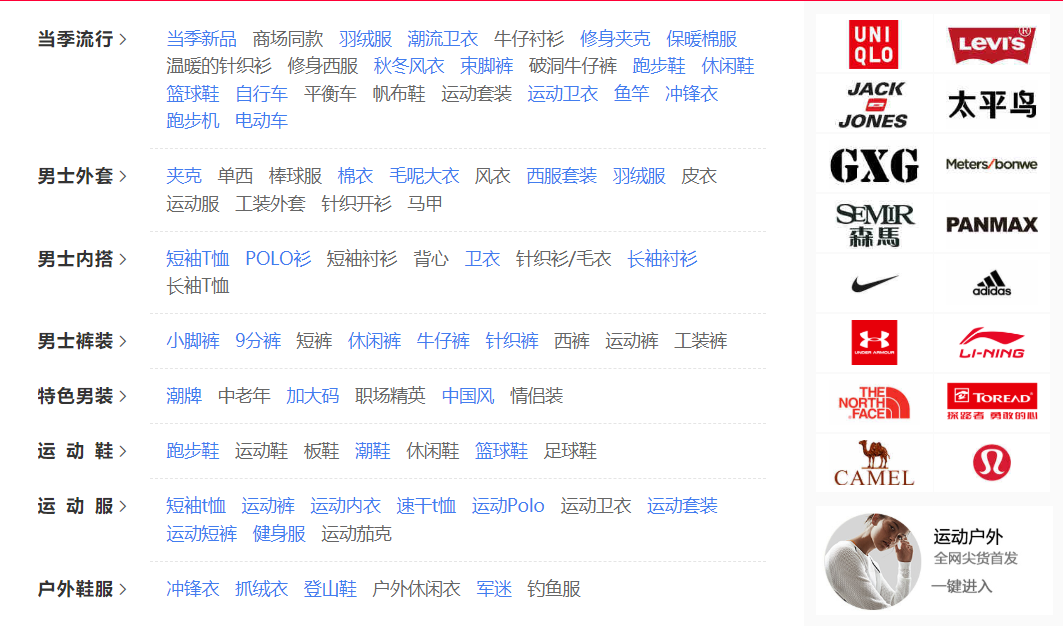 当季流行 >
当季新品 商场同款 羽绒服 潮流卫衣 牛仔衬衫 修身夹克 保暖棉服
温暖的针织衫 修身西服 秋冬风衣 束脚裤 破洞牛仔裤 跑步鞋 休闲鞋
篮球鞋 自行车 平衡车 帆布鞋 运动套装 运动卫衣 鱼竿 冲锋衣
跑步机 电动车
男士外套 >
夹克 单西 棒球服 棉衣 毛呢大衣 风衣 西服套装 羽绒服 皮衣
运动服 工装外套 针织开衫 马甲
男士内搭 >
短袖T恤 POLO衫 短袖衬衫 背心 卫衣 针织衫/毛衣 长袖衬衫
长袖T恤
男士裤装 >
小脚裤 9分裤 短裤 休闲裤 牛仔裤 针织裤 西裤 运动裤 工装裤
特色男装 >
潮牌 中老年 加大码 职场精英 中国风 情侣装
运 动 鞋 >
跑步鞋 运动鞋 板鞋 潮鞋 休闲鞋 篮球鞋 足球鞋
运 动 服 >
短袖t恤 运动裤 运动内衣 速干t恤 运动Polo 运动卫衣 运动套装
运动短裤 健身服 运动茄克
户外鞋服 >
冲锋衣 抓绒衣 登山鞋 户外休闲衣 军迷 钓鱼服
UNI
QLO
LEVI'S®
JACK
JONES
太平鸟
GXG
Meters/bonwe
SEMIR
森馬
PANMAX
adidas
UNDER ARMOUR
LI-NING
THE
NORTH
FACE
TOREAD
探路者 勇敢的心
CAMEL
运动户外
全网尖货首发
一键进入